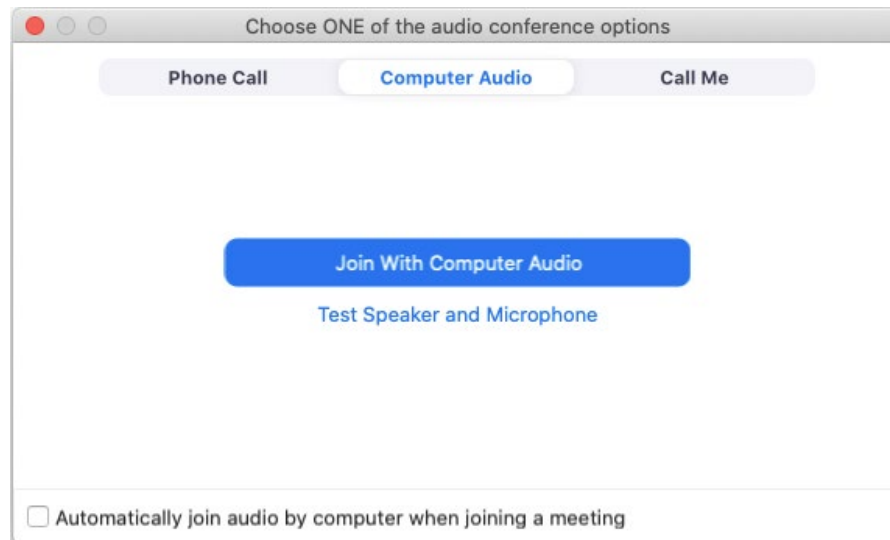 Choose ONE of the audio conference options
Phone Call Computer Audio Call Me
Join With Computer Audio
Test Speaker and Microphone
Automatically join audio by computer when joining a meeting